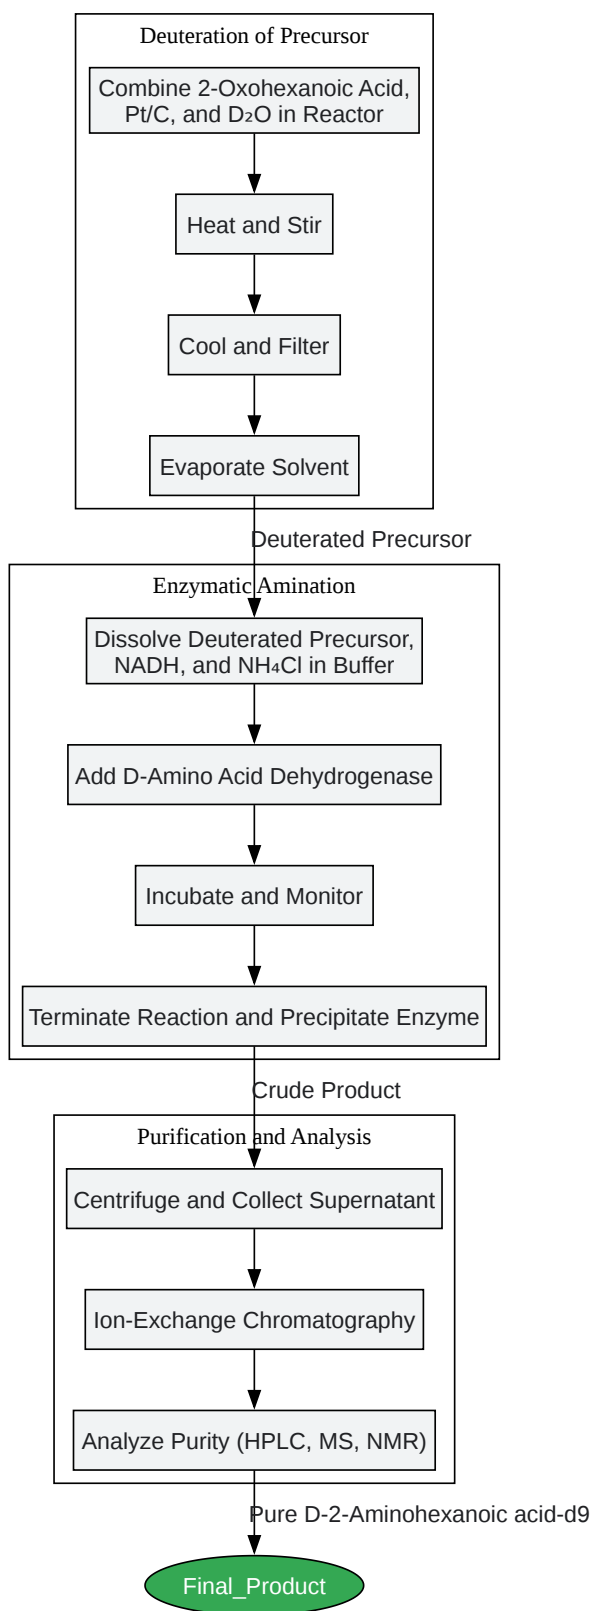 Deuteration of Precursor
Combine 2-Oxohexanoic Acid,
Pt/C, and D₂O in Reactor
Heat and Stir
Cool and Filter
Evaporate Solvent
Deuterated Precursor
Enzymatic Amination
Dissolve Deuterated Precursor,
NADH, and NH₄Cl in Buffer
Add D-Amino Acid Dehydrogenase
Incubate and Monitor
Terminate Reaction and Precipitate Enzyme
Crude Product
Purification and Analysis
Centrifuge and Collect Supernatant
Ion-Exchange Chromatography
Analyze Purity (HPLC, MS, NMR)
Pure D-2-Aminohexanoic acid-d9
Final_Product